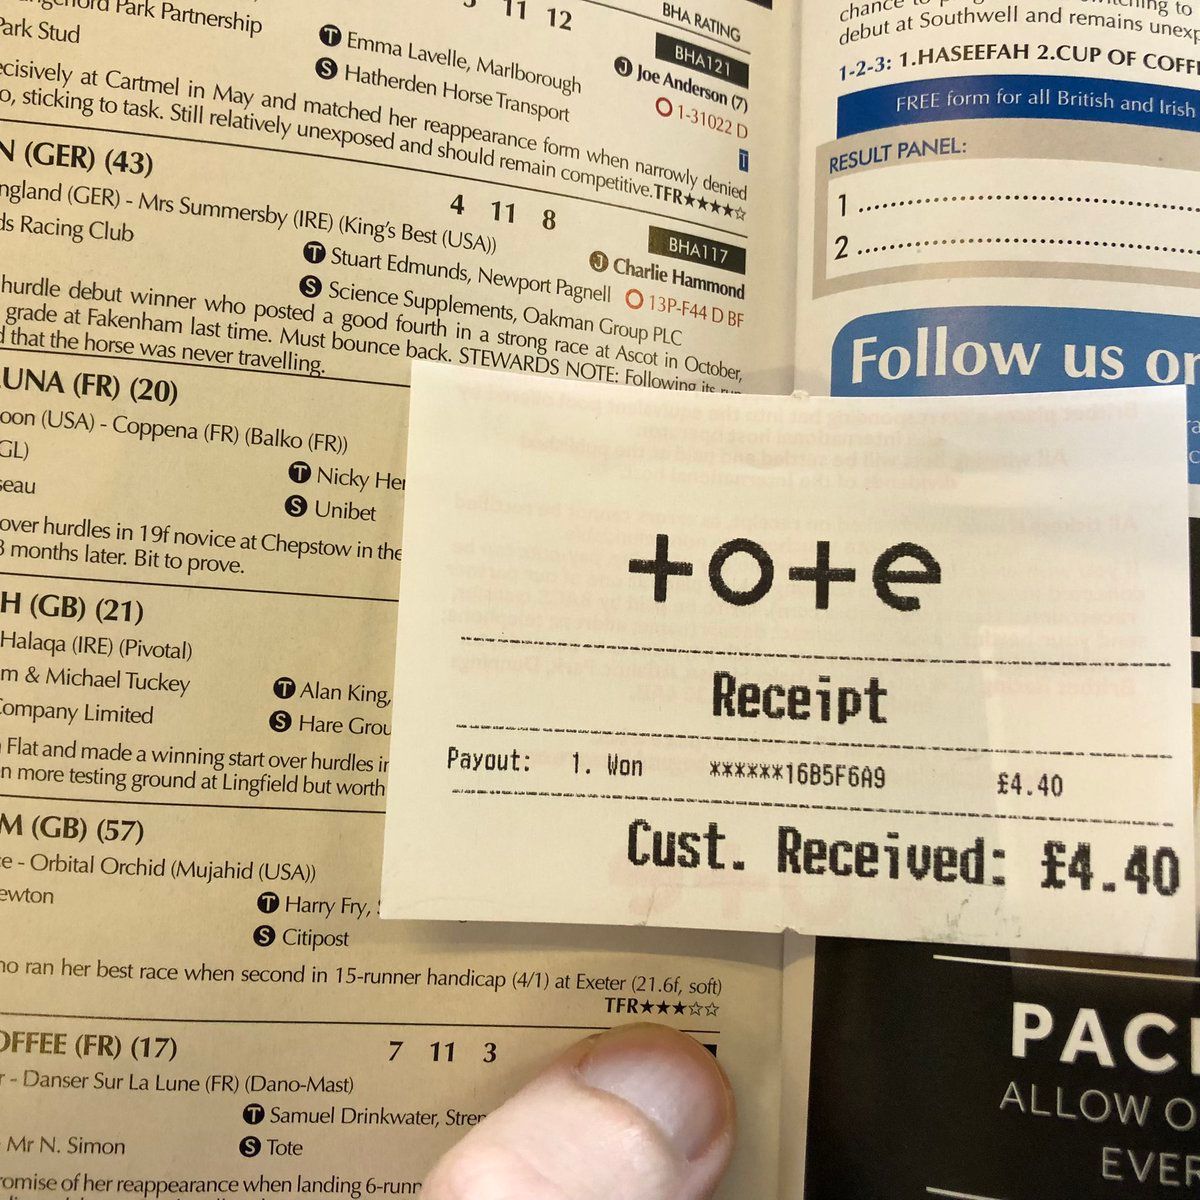 Park Partnership
Park Stud
11 12
BHA RATING
BHA121
T Emma Lavelle, Marlborough
S Hatherden Horse Transport
J Joe Anderson (7)
1-31022 D
ecisively at Cartmel in May and matched her reappearance form when narrowly denied
o, sticking to task. Still relatively unexposed and should remain competitive. TFR★★★★☆
N (GER) (43)
4 11 8
BHA117
ngland (GER) - Mrs Summersby (IRE) (King's Best (USA))
ds Racing Club
T Stuart Edmunds, Newport Pagnell
S Science Supplements, Oakman Group PLC
J Charlie Hammond
13P-F44 D BF
hurdle debut winner who posted a good fourth in a strong race at Ascot in October,
grade at Fakenham last time. Must bounce back. STEWARDS NOTE: Following its run
d that the horse was never travelling.
UNA (FR) (20)
oon (USA) - Coppena (FR) (Balko (FR))
GL)
seau
T Nicky Her
S Unibet
over hurdles in 19f novice at Chepstow in the
3 months later. Bit to prove.
H (GB) (21)
Halaqa (IRE) (Pivotal)
m & Michael Tuckey
Company Limited
T Alan King,
S Hare Grou
Flat and made a winning start over hurdles in
n more testing ground at Lingfield but worth
M (GB) (57)
e - Orbital Orchid (Mujahid (USA))
ewton
T Harry Fry,
S Citipost
ho ran her best race when second in 15-runner handicap (4/1) at Exeter (21.6f, soft)
TFR★★★☆☆
OFFEE (FR) (17)
7 11 3
r - Danser Sur La Lune (FR) (Dano-Mast)
T Samuel Drinkwater, Stren
Mr N. Simon
S Tote
omise of her reappearance when landing 6-runn
debut at Southwell and remains unexp
1-2-3: 1.HASEEFAH 2.CUP OF COFF
FREE form for all British and Irish
RESULT PANEL:
1
2
Follow us on
tote
Receipt
Payout: 1. Won ******16B5F6A9 £4.40
Cust. Received: £4.40
PAC
ALLOW O
EVER